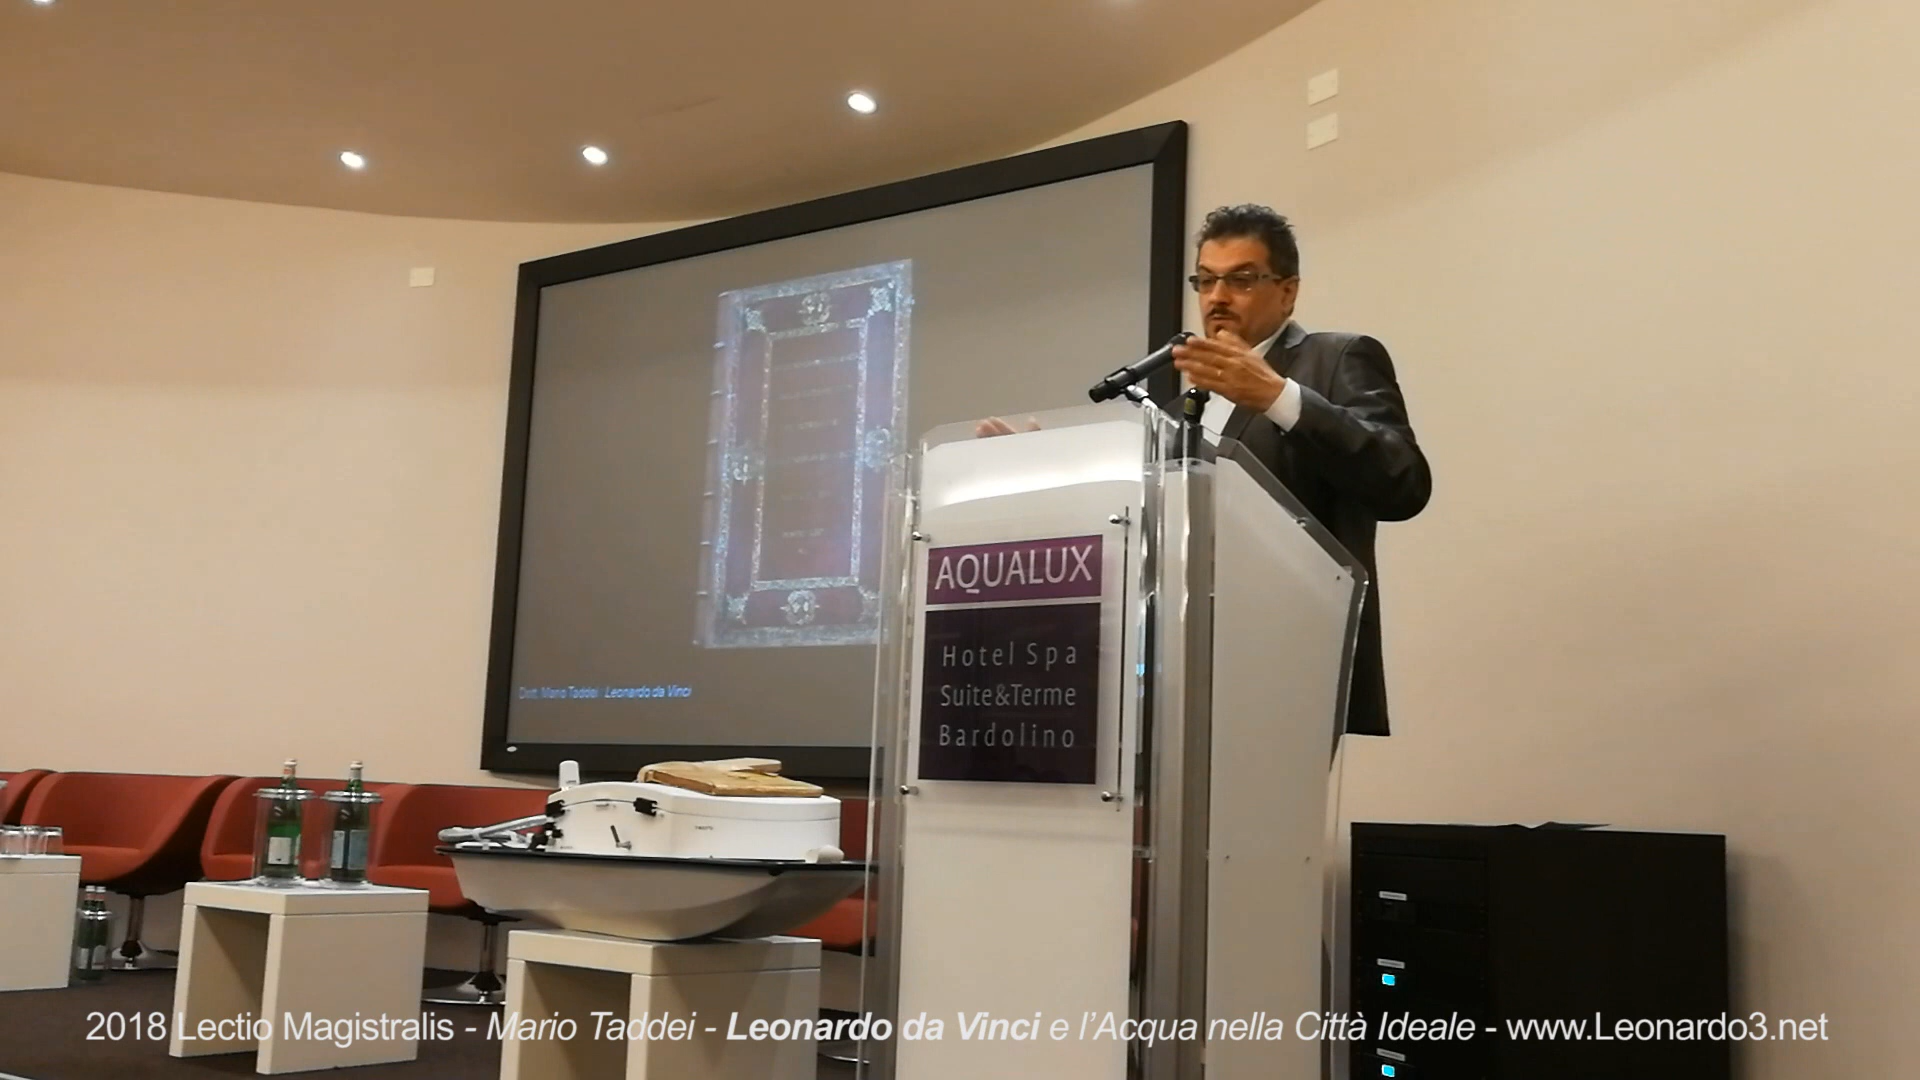 Dott. Mario Taddei Leonardo da Vinci
AQUALUX
Hotel Spa
Suite&Terme
Bardolino
2018 Lectio Magistralis - Mario Taddei - Leonardo da Vinci e l'Acqua nella Città Ideale - www.Leonardo3.net